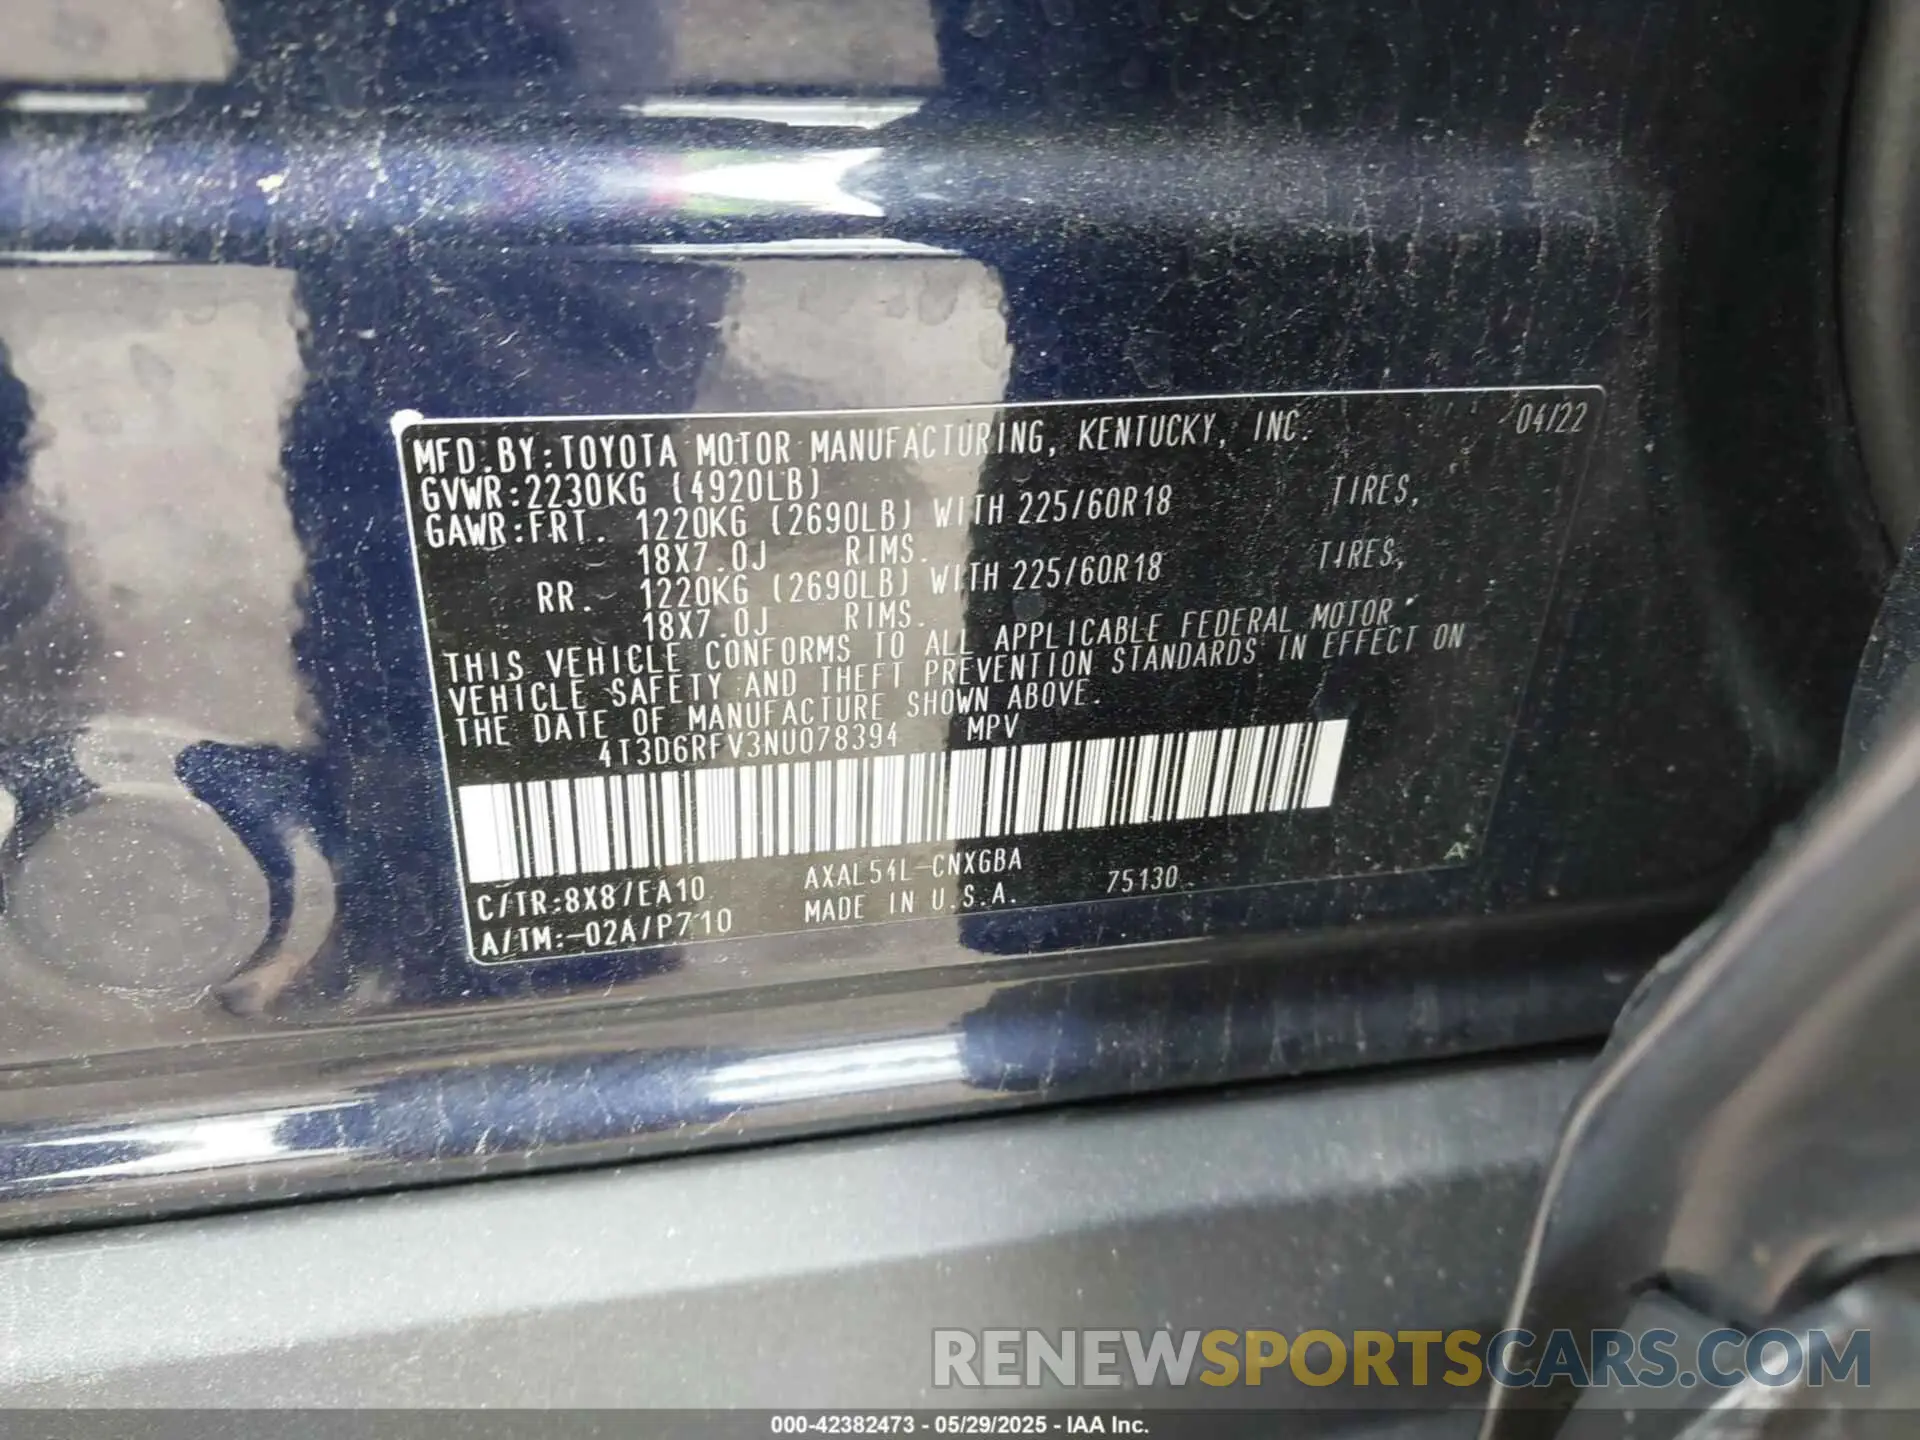 MFD.BY:TOYOTA MOTOR MANUFACTURING, KENTUCKY, INC. 04/22
GVWR:2230KG (4920LB)
GAWR:FRT. 1220KG (2690LB) WITH 225/60R18 TIRES,
18X7.0J RIMS.
RR. 1220KG (2690LB) WITH 225/60R18 TIRES,
18X7.0J RIMS.
THIS VEHICLE CONFORMS TO ALL APPLICABLE FEDERAL MOTOR
VEHICLE SAFETY AND THEFT PREVENTION STANDARDS IN EFFECT ON
THE DATE OF MANUFACTURE SHOWN ABOVE.
4T3D6RFV3NU078394 MPV
C/TR:8X8/EA10 AXAL54L-CNXGBA
A/TM:-02A/P710 MADE IN U.S.A. 75130 A
RENEWSPORTSCARS.COM
000-42382473 - 05/29/2025 - IAA Inc.